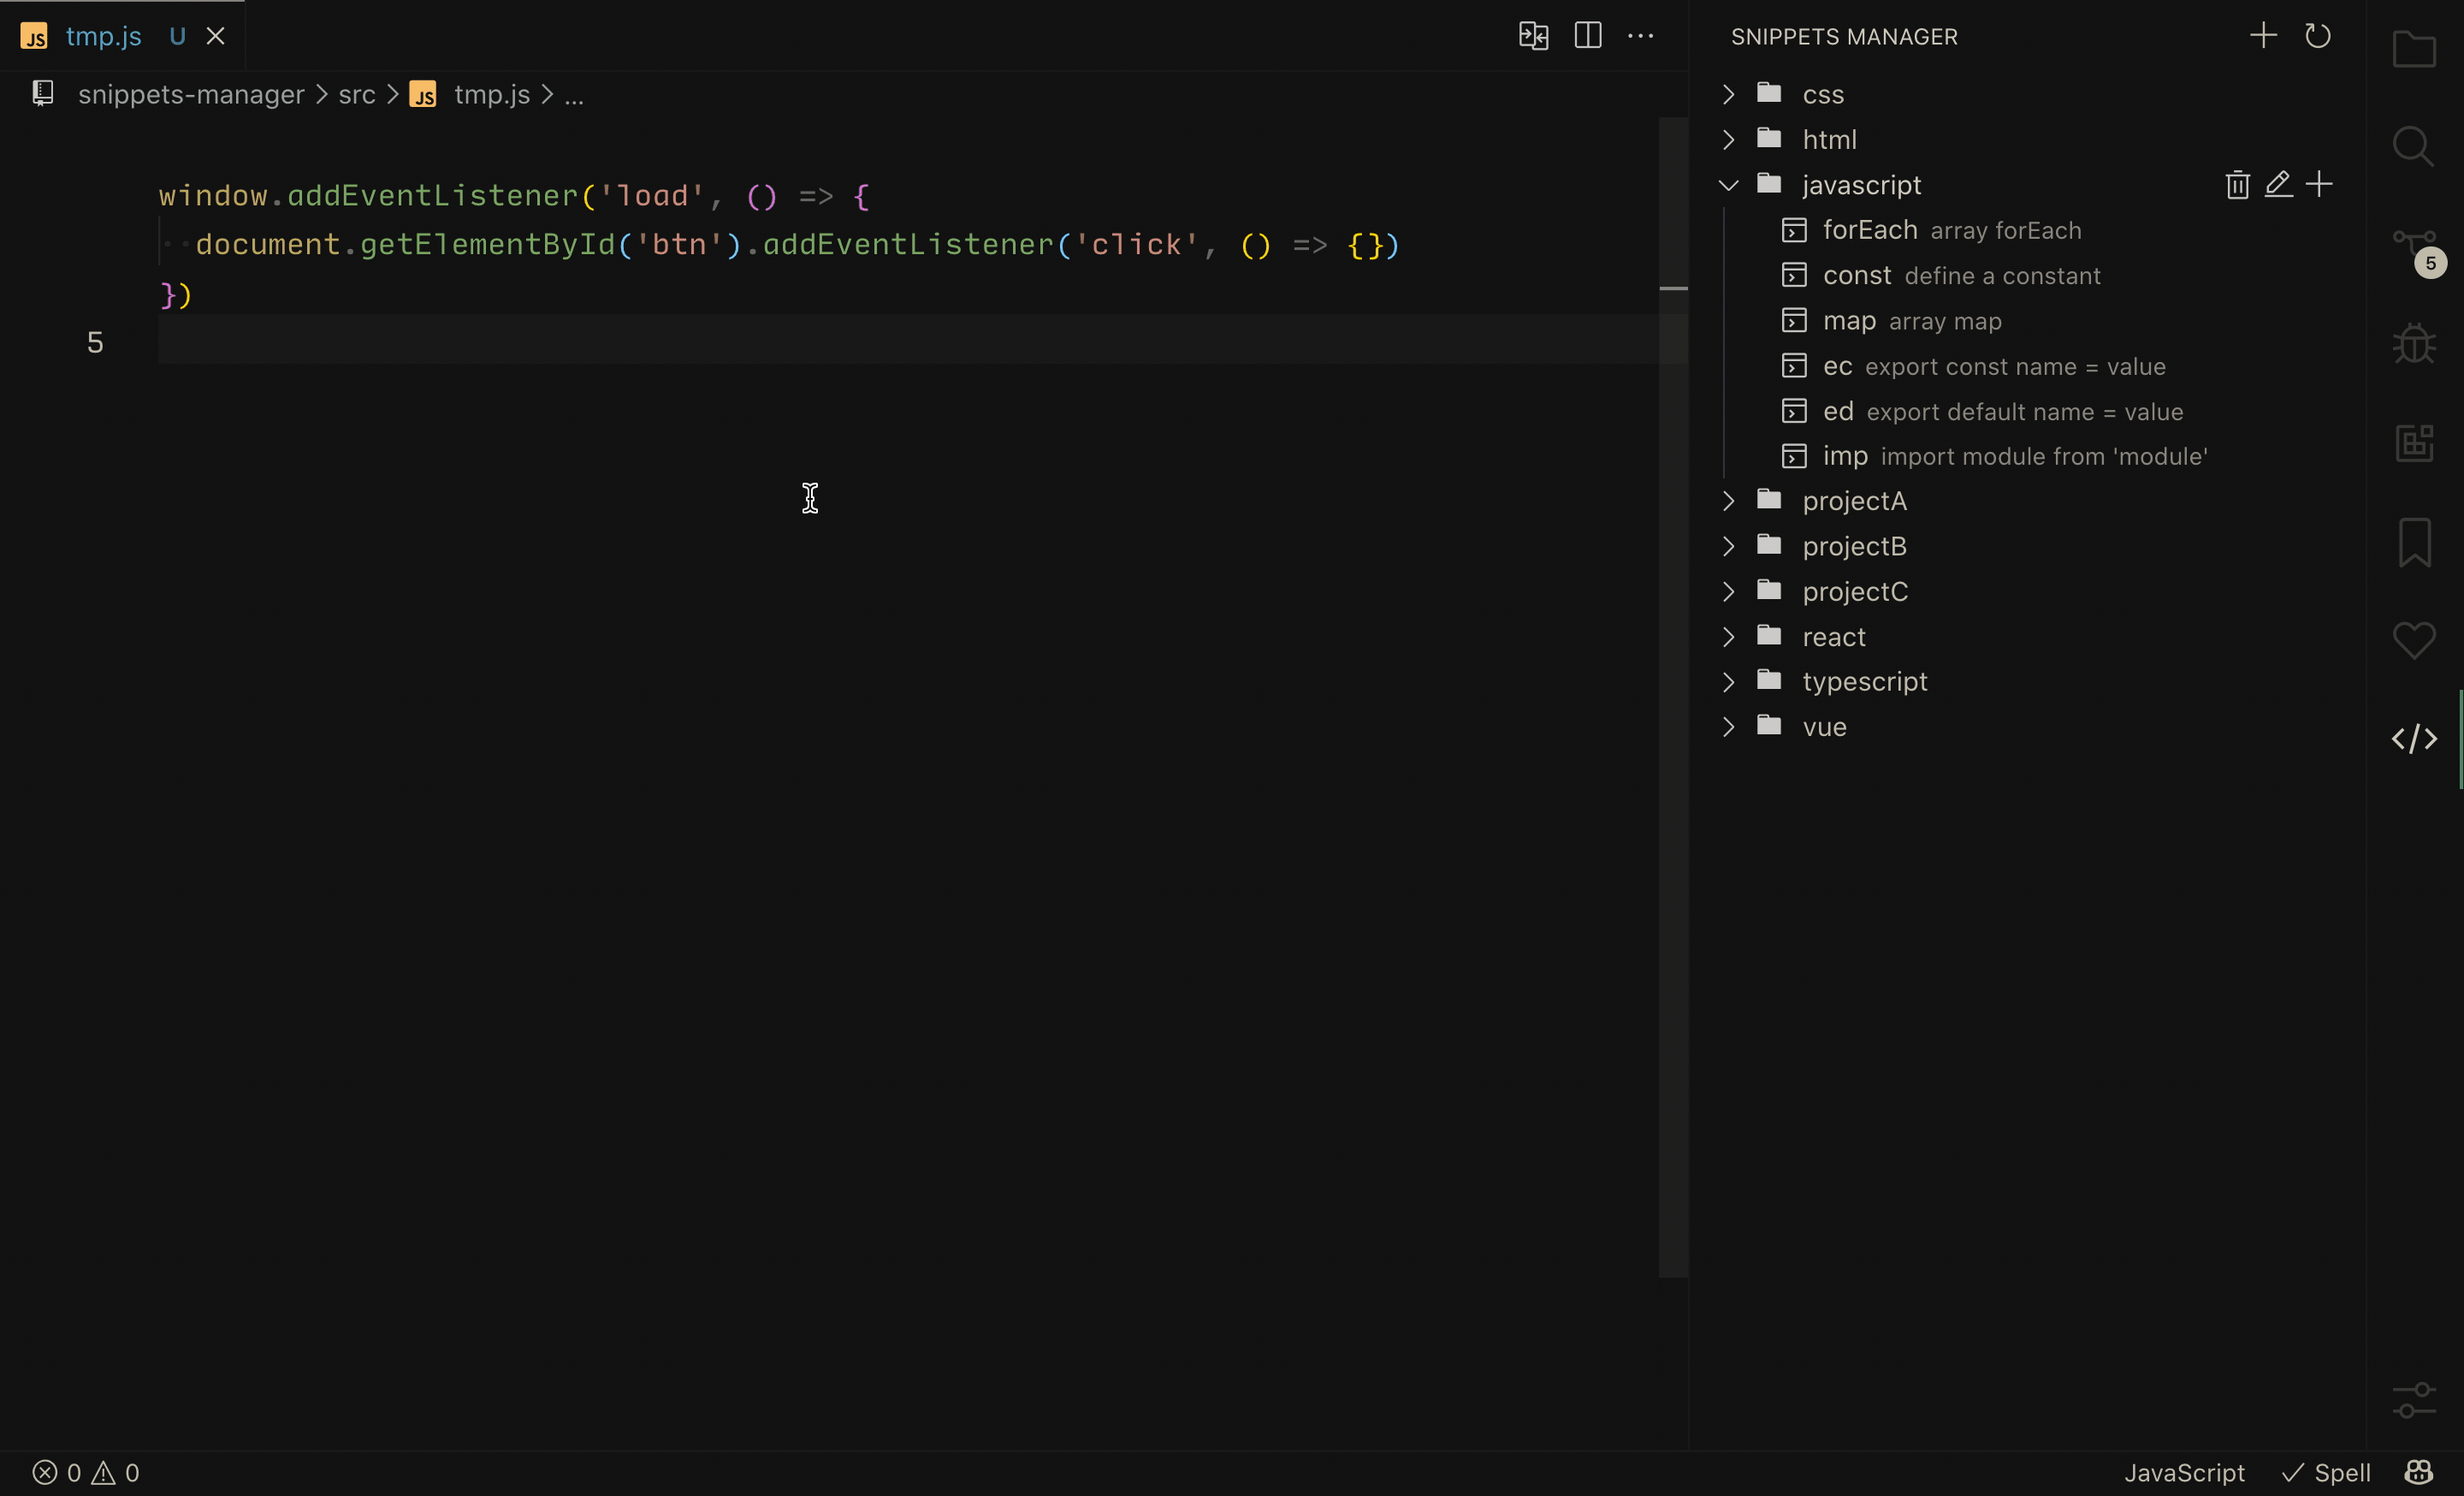 JS tmp.js U
snippets-manager > src > JS tmp.js > ...
window.addEventListener('load', () => {
··document.getElementById('btn').addEventListener('click', () => {})
})
5
SNIPPETS MANAGER
css
html
javascript
forEach array forEach
const define a constant
map array map
ec export const name = value
ed export default name = value
imp import module from 'module'
projectA
projectB
projectC
react
typescript
vue
5
0 0
JavaScript Spell